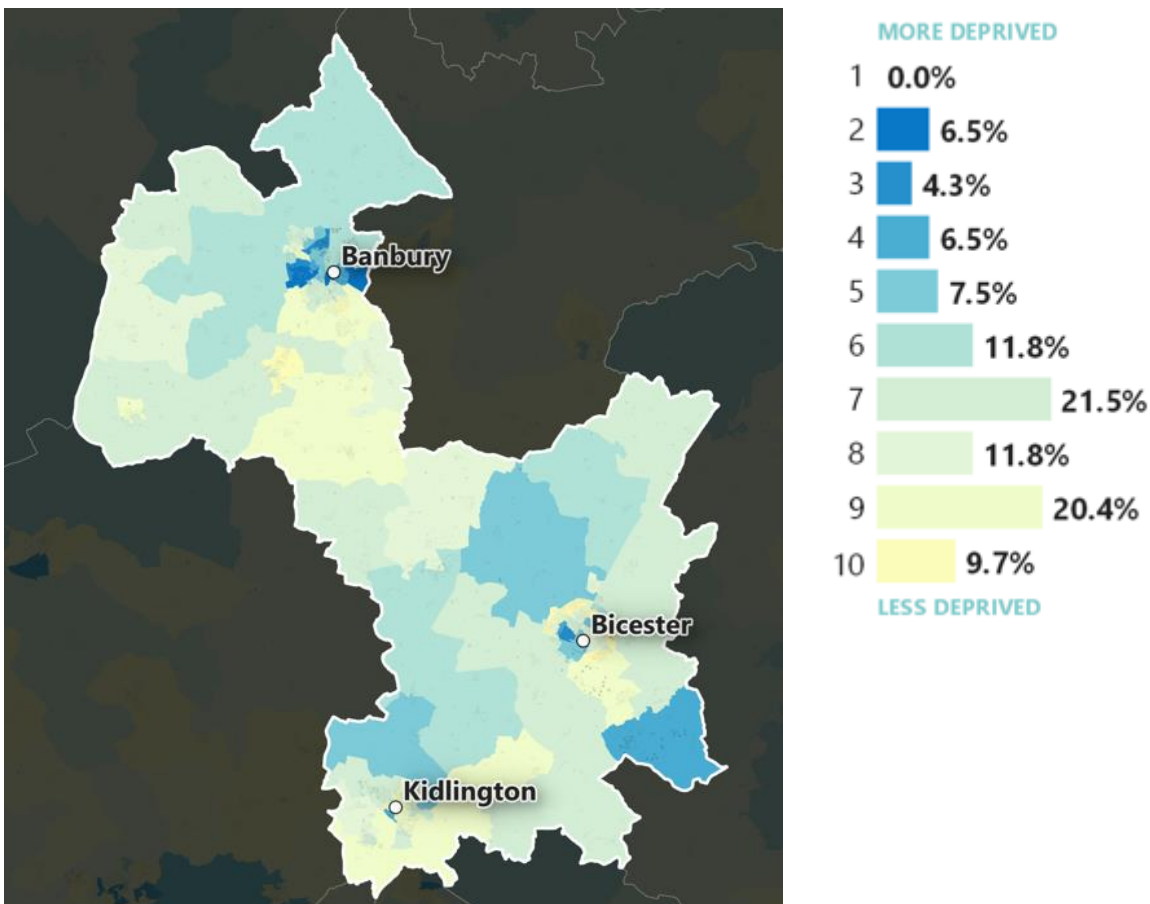 MORE DEPRIVED
1 0.0%
2 6.5%
3 4.3%
4 6.5%
5 7.5%
6 11.8%
7 21.5%
8 11.8%
9 20.4%
10 9.7%
LESS DEPRIVED
Banbury
Bicester
Kidlington